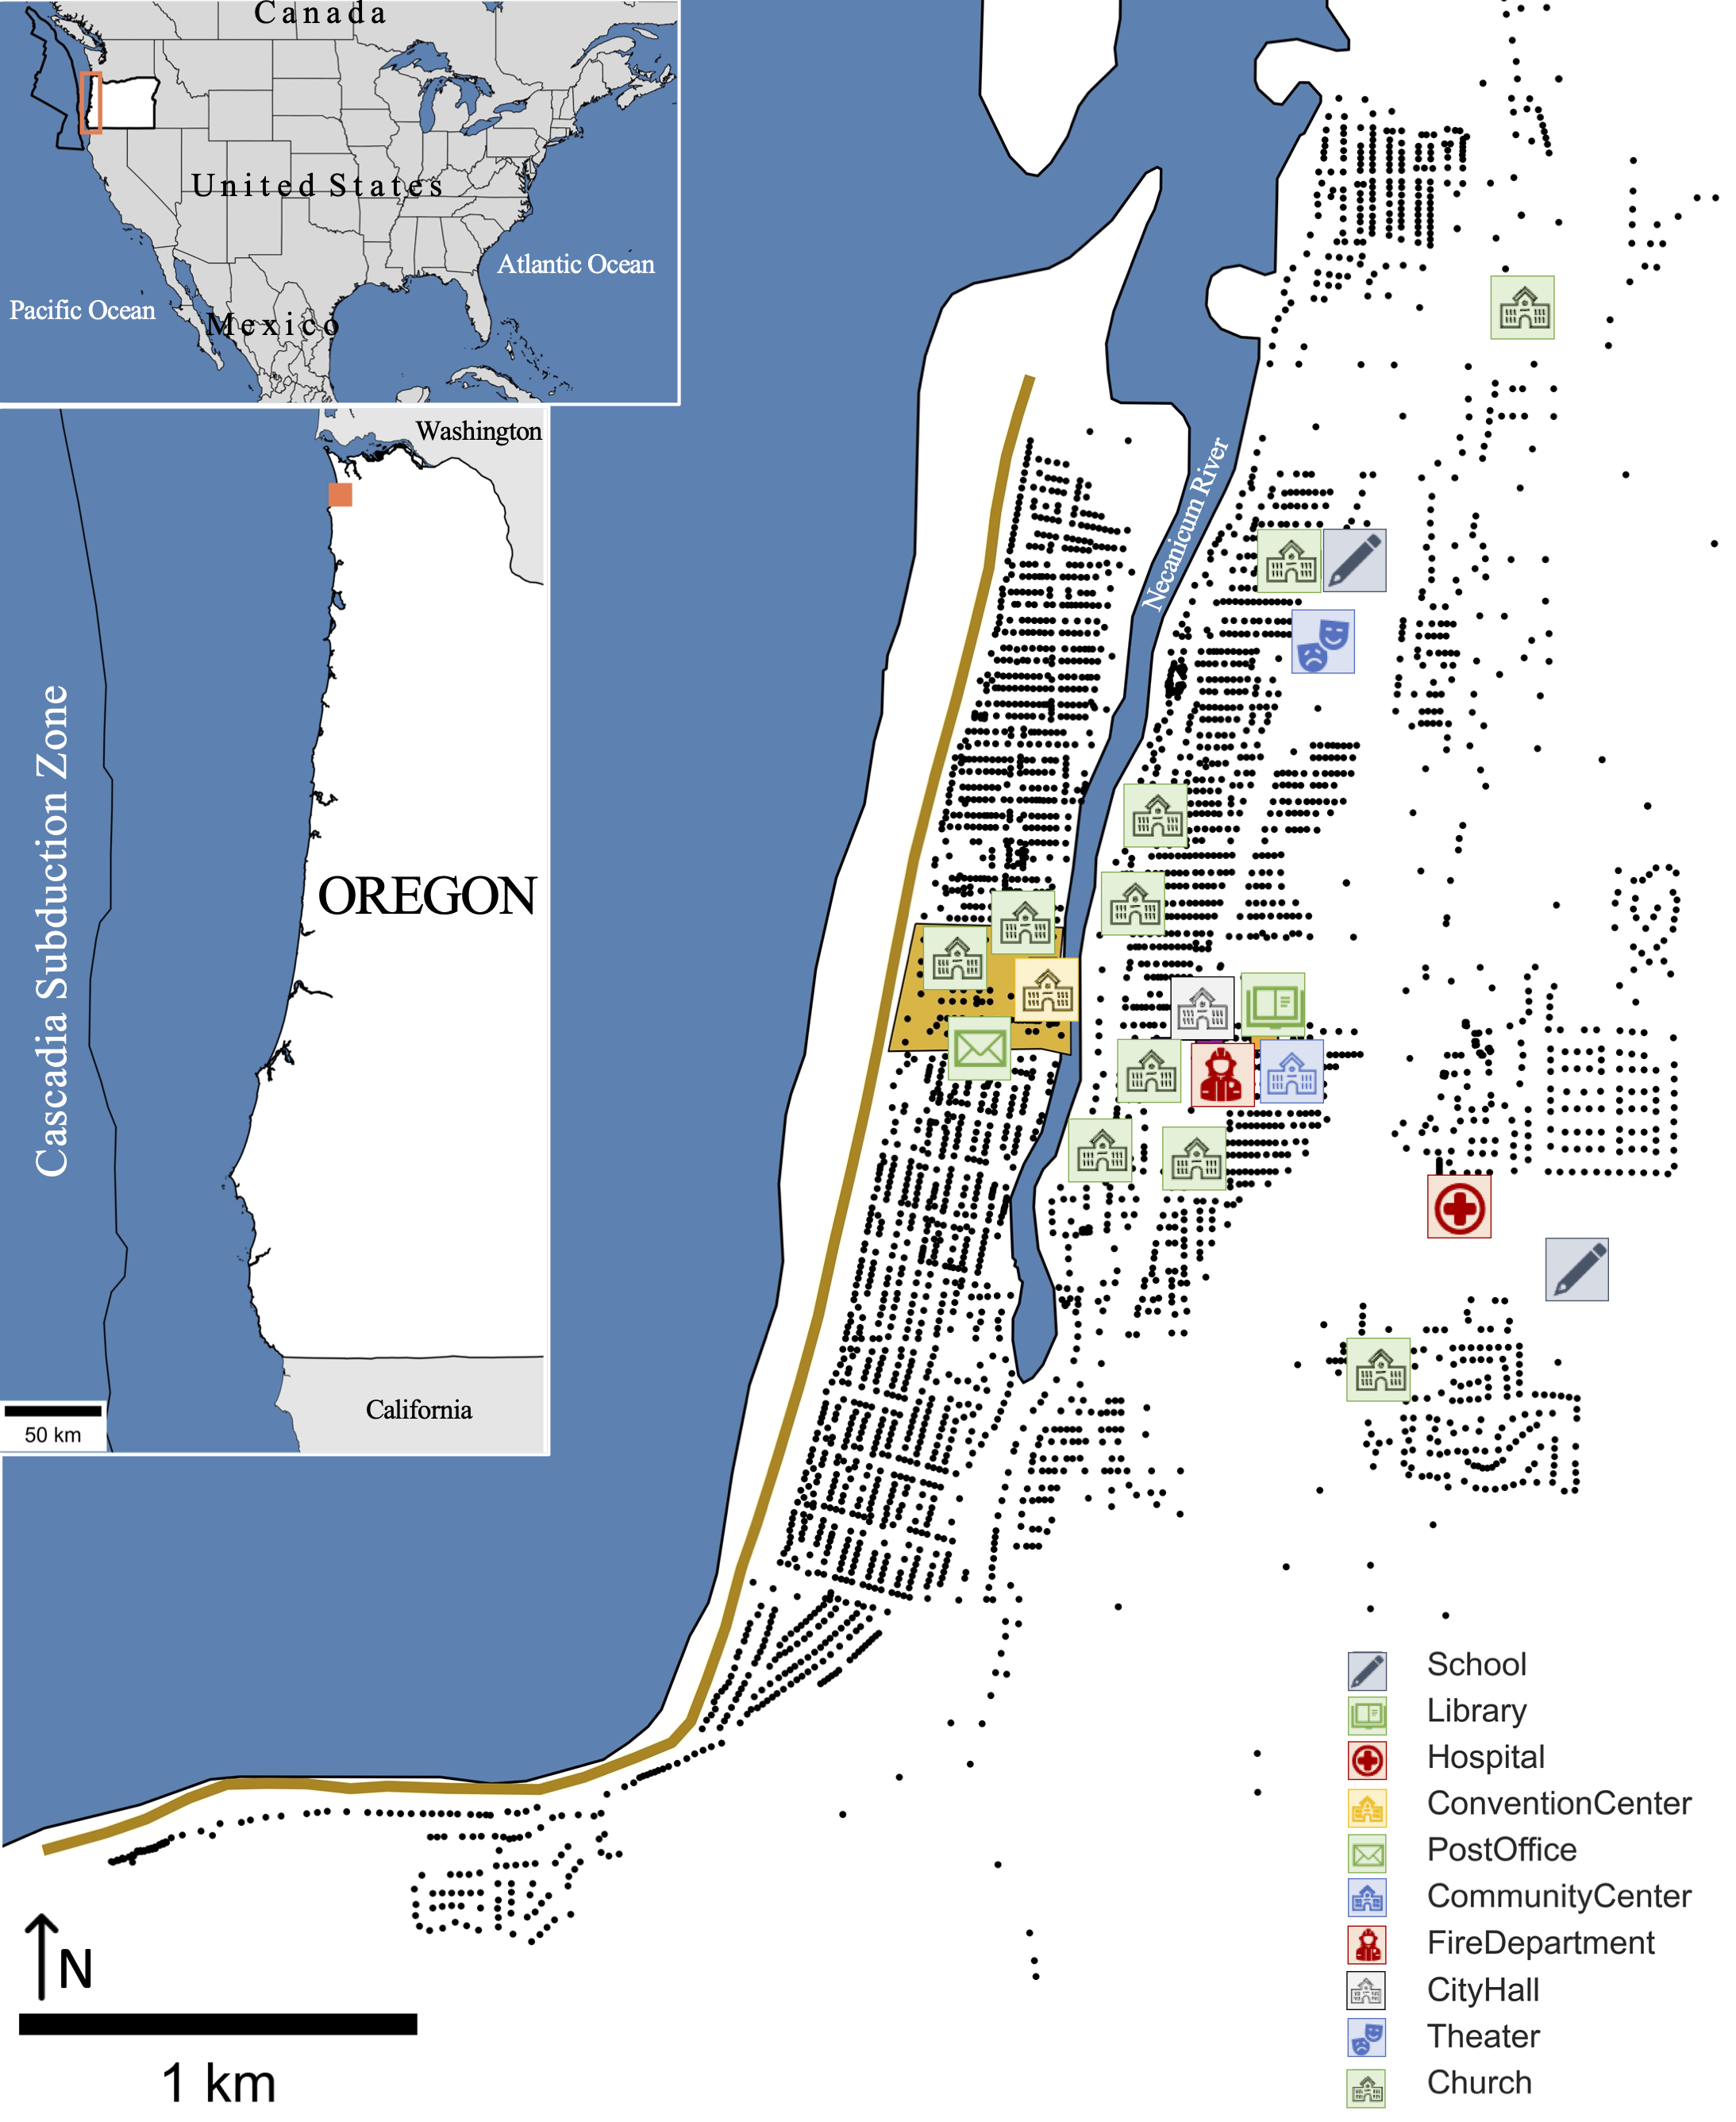 Canada
United States
Atlantic Ocean
Pacific Ocean
Mexico
Washington
Cascadia Subduction Zone
OREGON
California
50 km
Necanicum River
N
1 km
School
Library
Hospital
ConventionCenter
PostOffice
CommunityCenter
FireDepartment
CityHall
Theater
Church